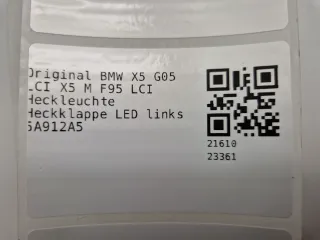 Original BMW X5 G05
LCI X5 M F95 LCI
Heckleuchte
Heckklappe LED links
5A912A5
21610
23361